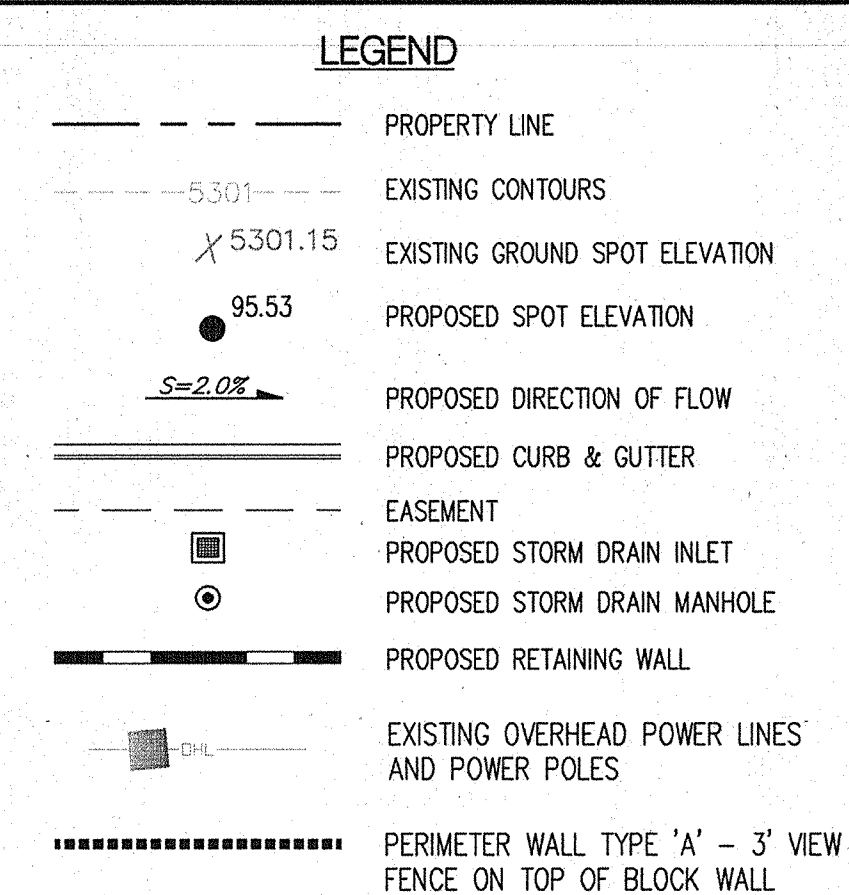 LEGEND
PROPERTY LINE
5301 EXISTING CONTOURS
X 5301.15 EXISTING GROUND SPOT ELEVATION
95.53 PROPOSED SPOT ELEVATION
S=2.0% PROPOSED DIRECTION OF FLOW
PROPOSED CURB & GUTTER
EASEMENT
PROPOSED STORM DRAIN INLET
PROPOSED STORM DRAIN MANHOLE
PROPOSED RETAINING WALL
OHL EXISTING OVERHEAD POWER LINES
AND POWER POLES
PERIMETER WALL TYPE 'A' – 3' VIEW
FENCE ON TOP OF BLOCK WALL